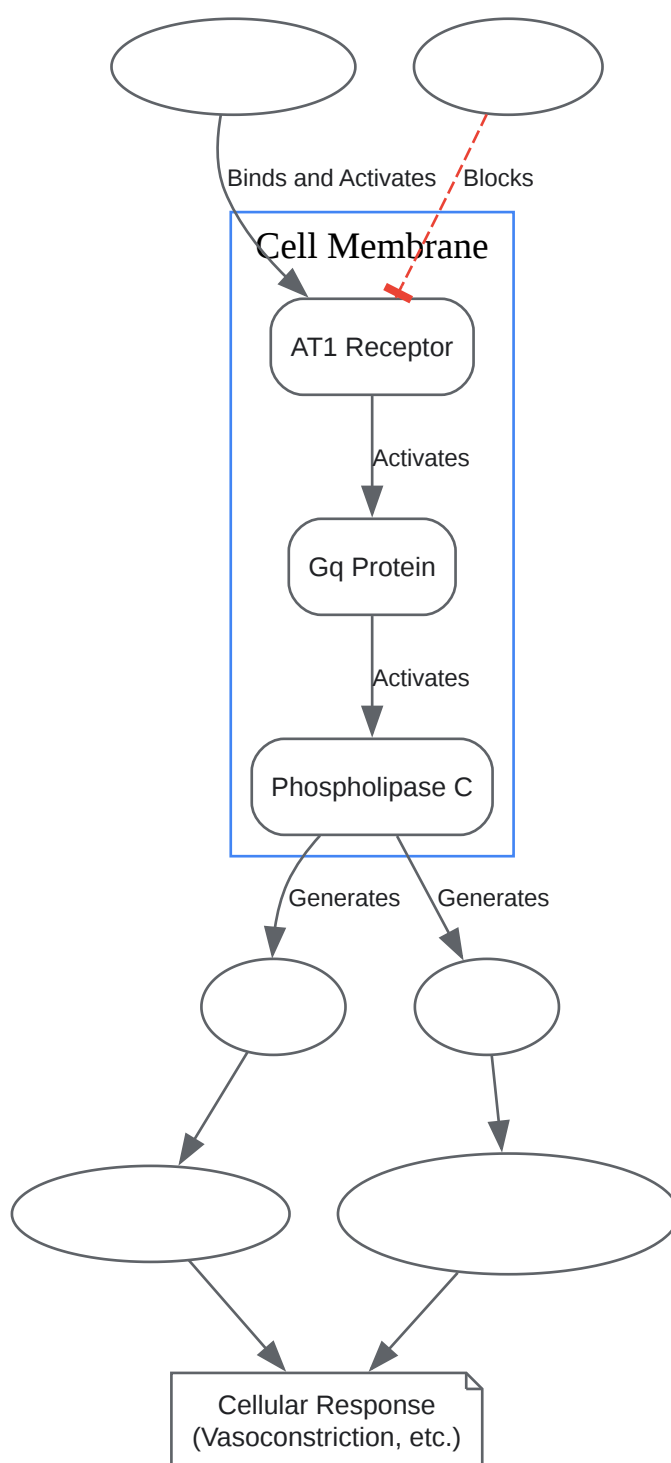 Binds and Activates
Blocks
Cell Membrane
AT1 Receptor
Activates
Gq Protein
Activates
Phospholipase C
Generates
Generates
Cellular Response
(Vasoconstriction, etc.)